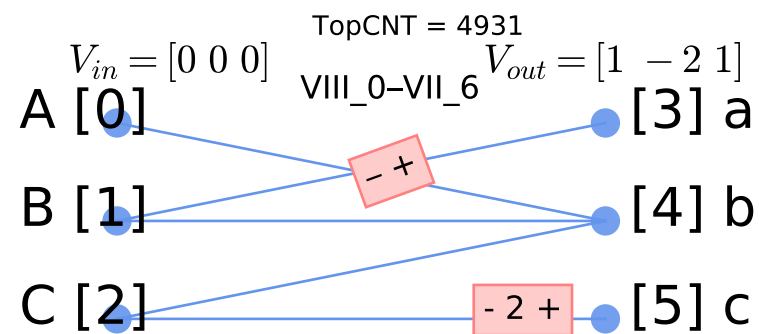 TopCNT = 4931
V_in = [0 0 0]
V_out = [1 −2 1]
VIII_0–VII_6
A [0]
[3] a
– +
B [1]
[4] b
C [2]
- 2 +
[5] c